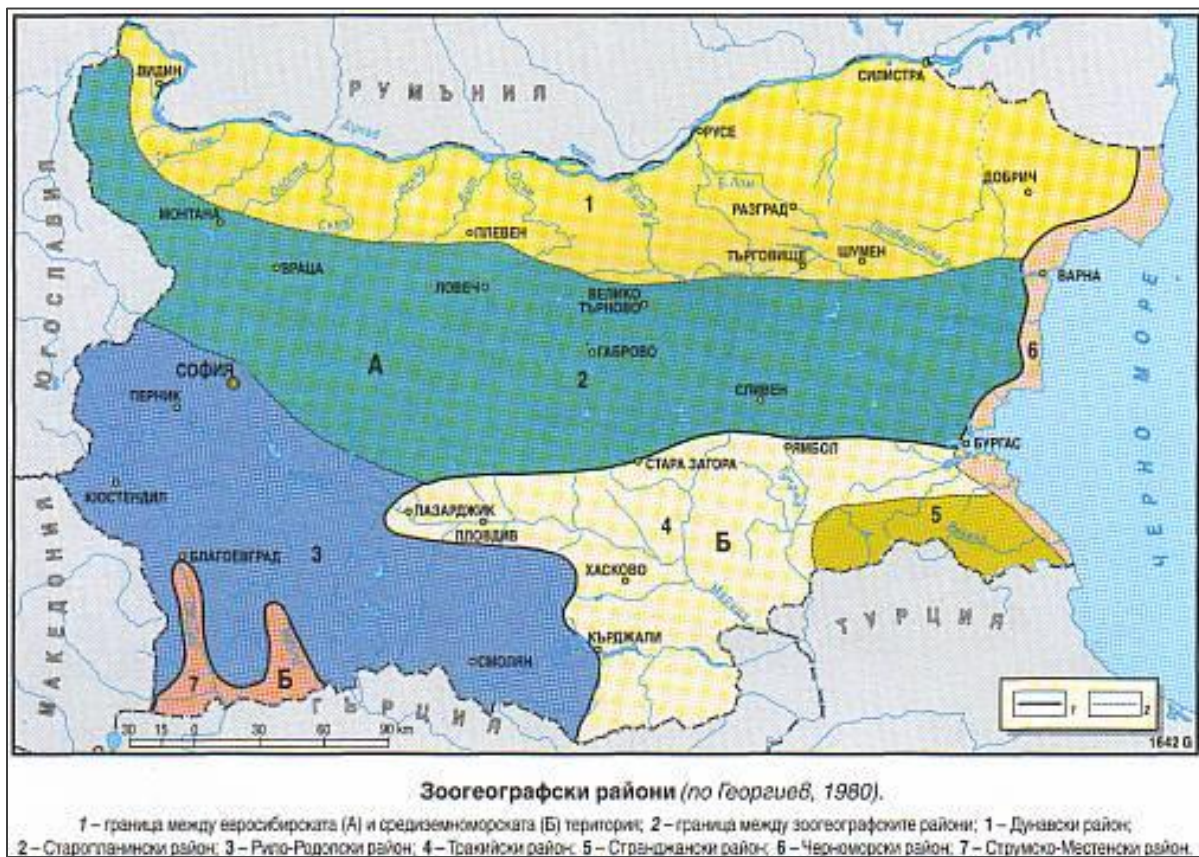 РУМЪНИЯ
ВИДИН
СИЛИСТРА
РУСЕ
ДОБРИЧ
Дунав
РАЗГРАД
1
МОНТАНА
ПЛЕВЕН
ТЪРГОВИЩЕ
ШУМЕН
ВРАЦА
ЛОВЕЧ
ВЕЛИКО
ТЪРНОВО
ВАРНА
ЮГОСЛАВИЯ
ЧЕРНО МОРЕ
А
2
ГАБРОВО
6
СОФИЯ
ПЕРНИК
СЛИВЕН
БУРГАС
ЯМБОЛ
СТАРА ЗАГОРА
КЮСТЕНДИЛ
ПАЗАРДЖИК
ПЛОВДИВ
4
Б
5
БЛАГОЕВГРАД
3
ХАСКОВО
МАКЕДОНИЯ
ТУРЦИЯ
КЪРДЖАЛИ
СМОЛЯН
7
Б
ГЪРЦИЯ
30 15 0 30 60 90 km
1
2
1642 G
Зоогеографски райони (по Георгиев, 1980).
1 – граница между евросибирската (А) и средиземноморската (Б) територия; 2 – граница между зоогеографските райони; 1 – Дунавски район;
2 – Старопланински район; 3 – Рило-Родопски район; 4 – Тракийски район; 5 – Странджански район; 6 – Черноморски район; 7 – Струмско-Местенски район.